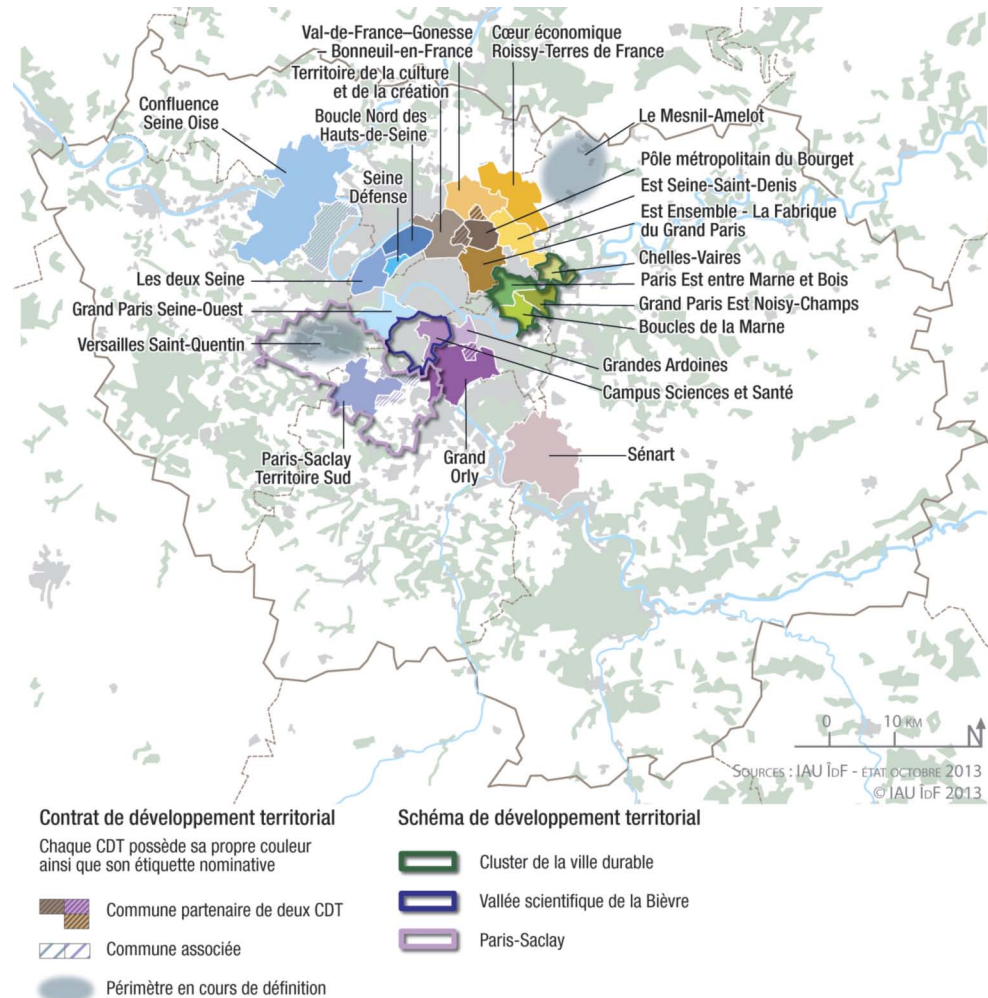 Val-de-France–Gonesse
– Bonneuil-en-France
Cœur économique
Roissy-Terres de France
Territoire de la culture
et de la création
Confluence
Seine Oise
Boucle Nord des
Hauts-de-Seine
Le Mesnil-Amelot
Pôle métropolitain du Bourget
Seine
Défense
Est Seine-Saint-Denis
Est Ensemble - La Fabrique
du Grand Paris
Chelles-Vaires
Les deux Seine
Paris Est entre Marne et Bois
Grand Paris Seine-Ouest
Grand Paris Est Noisy-Champs
Boucles de la Marne
Versailles Saint-Quentin
Grandes Ardoines
Campus Sciences et Santé
Paris-Saclay
Territoire Sud
Grand
Orly
Sénart
0 10 KM
N
SOURCES : IAU ÎDF - ÉTAT OCTOBRE 2013
© IAU ÎDF 2013
Contrat de développement territorial
Chaque CDT possède sa propre couleur
ainsi que son étiquette nominative
Commune partenaire de deux CDT
Commune associée
Périmètre en cours de définition
Schéma de développement territorial
Cluster de la ville durable
Vallée scientifique de la Bièvre
Paris-Saclay